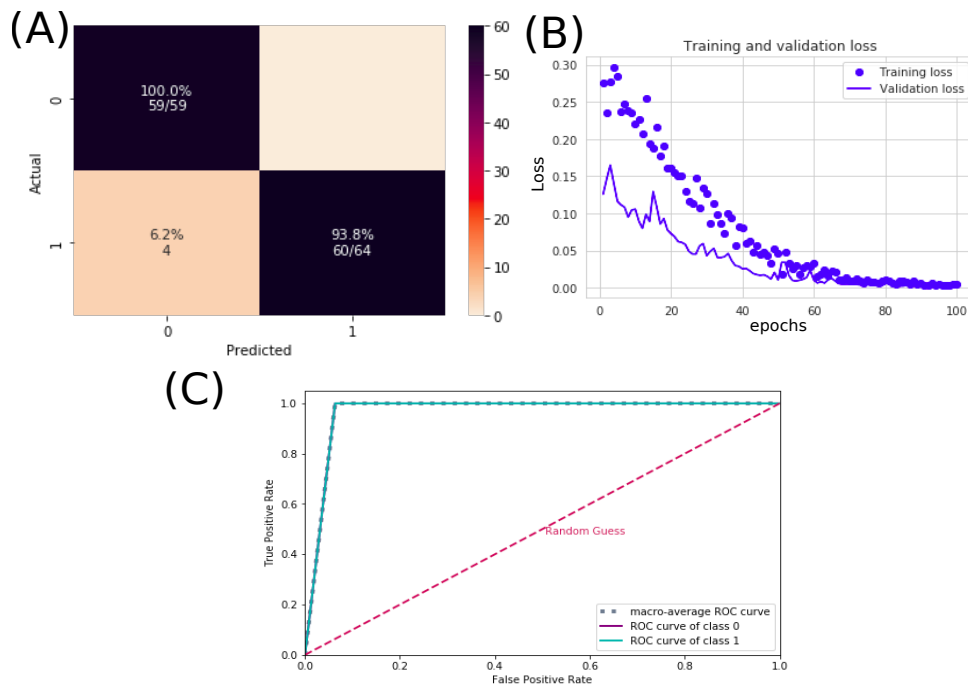 (A)
100.0%
59/59
6.2%
4
93.8%
60/64
0
1
Actual
0
1
Predicted
60
50
40
30
20
10
0
(B)
Training and validation loss
Training loss
Validation loss
0.30
0.25
0.20
0.15
0.10
0.05
0.00
Loss
0
20
40
60
80
100
epochs
(C)
1.0
0.8
0.6
0.4
0.2
0.0
True Positive Rate
Random Guess
macro-average ROC curve
ROC curve of class 0
ROC curve of class 1
0.0
0.2
0.4
0.6
0.8
1.0
False Positive Rate